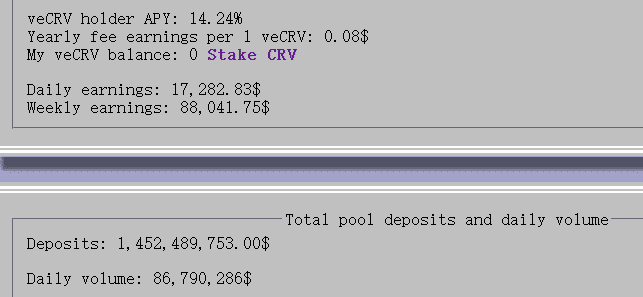 veCRV holder APY: 14.24%
Yearly fee earnings per 1 veCRV: 0.08$
My veCRV balance: 0 Stake CRV
Daily earnings: 17,282.83$
Weekly earnings: 88,041.75$
Total pool deposits and daily volume
Deposits: 1,452,489,753.00$
Daily volume: 86,790,286$